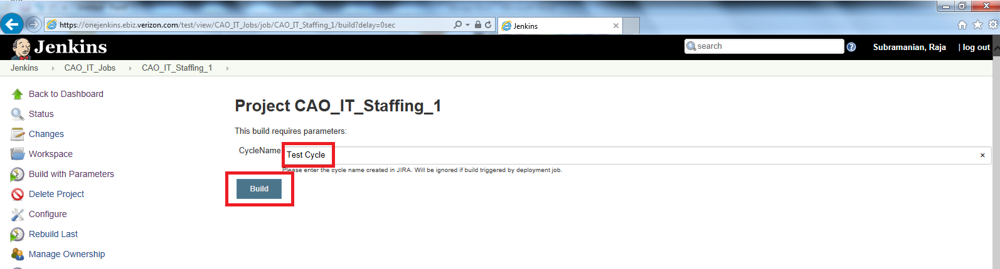 https://onejenkins.ebiz.verizon.com/test/view/CAO_IT_Jobs/job/CAO_IT_Staffing_1/build?delay=0sec
Jenkins
Jenkins
search
Subramanian, Raja
| log out
Jenkins
CAO_IT_Jobs
CAO_IT_Staffing_1
Back to Dashboard
Status
Changes
Workspace
Build with Parameters
Delete Project
Configure
Rebuild Last
Manage Ownership
Project CAO_IT_Staffing_1
This build requires parameters:
CycleName
Test Cycle
Please enter the cycle name created in JIRA. Will be ignored if build triggered by deployment job.
Build